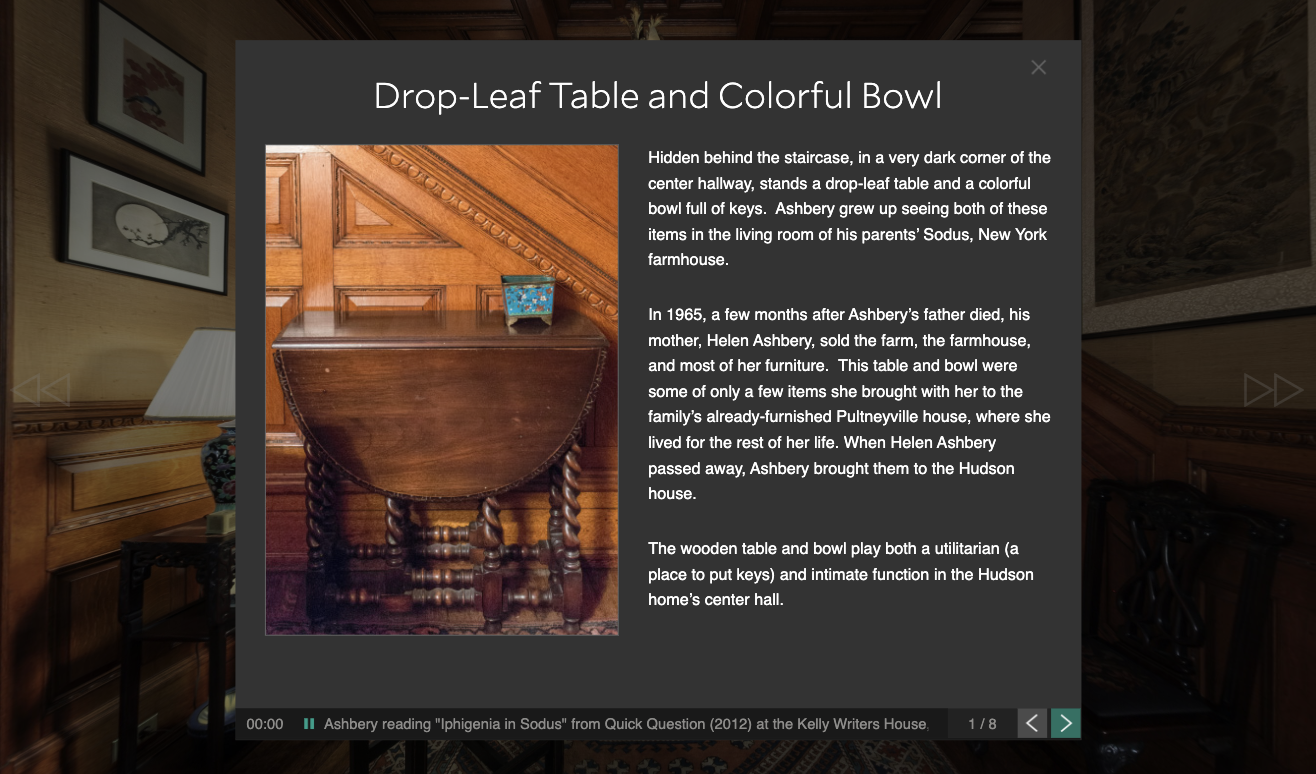 Drop-Leaf Table and Colorful Bowl
Hidden behind the staircase, in a very dark corner of the
center hallway, stands a drop-leaf table and a colorful
bowl full of keys.  Ashbery grew up seeing both of these
items in the living room of his parents’ Sodus, New York
farmhouse.
In 1965, a few months after Ashbery’s father died, his
mother, Helen Ashbery, sold the farm, the farmhouse,
and most of her furniture.  This table and bowl were
some of only a few items she brought with her to the
family’s already-furnished Pultneyville house, where she
lived for the rest of her life. When Helen Ashbery
passed away, Ashbery brought them to the Hudson
house.
The wooden table and bowl play both a utilitarian (a
place to put keys) and intimate function in the Hudson
home’s center hall.
00:00 Ashbery reading "Iphigenia in Sodus" from Quick Question (2012) at the Kelly Writers House, 1 / 8